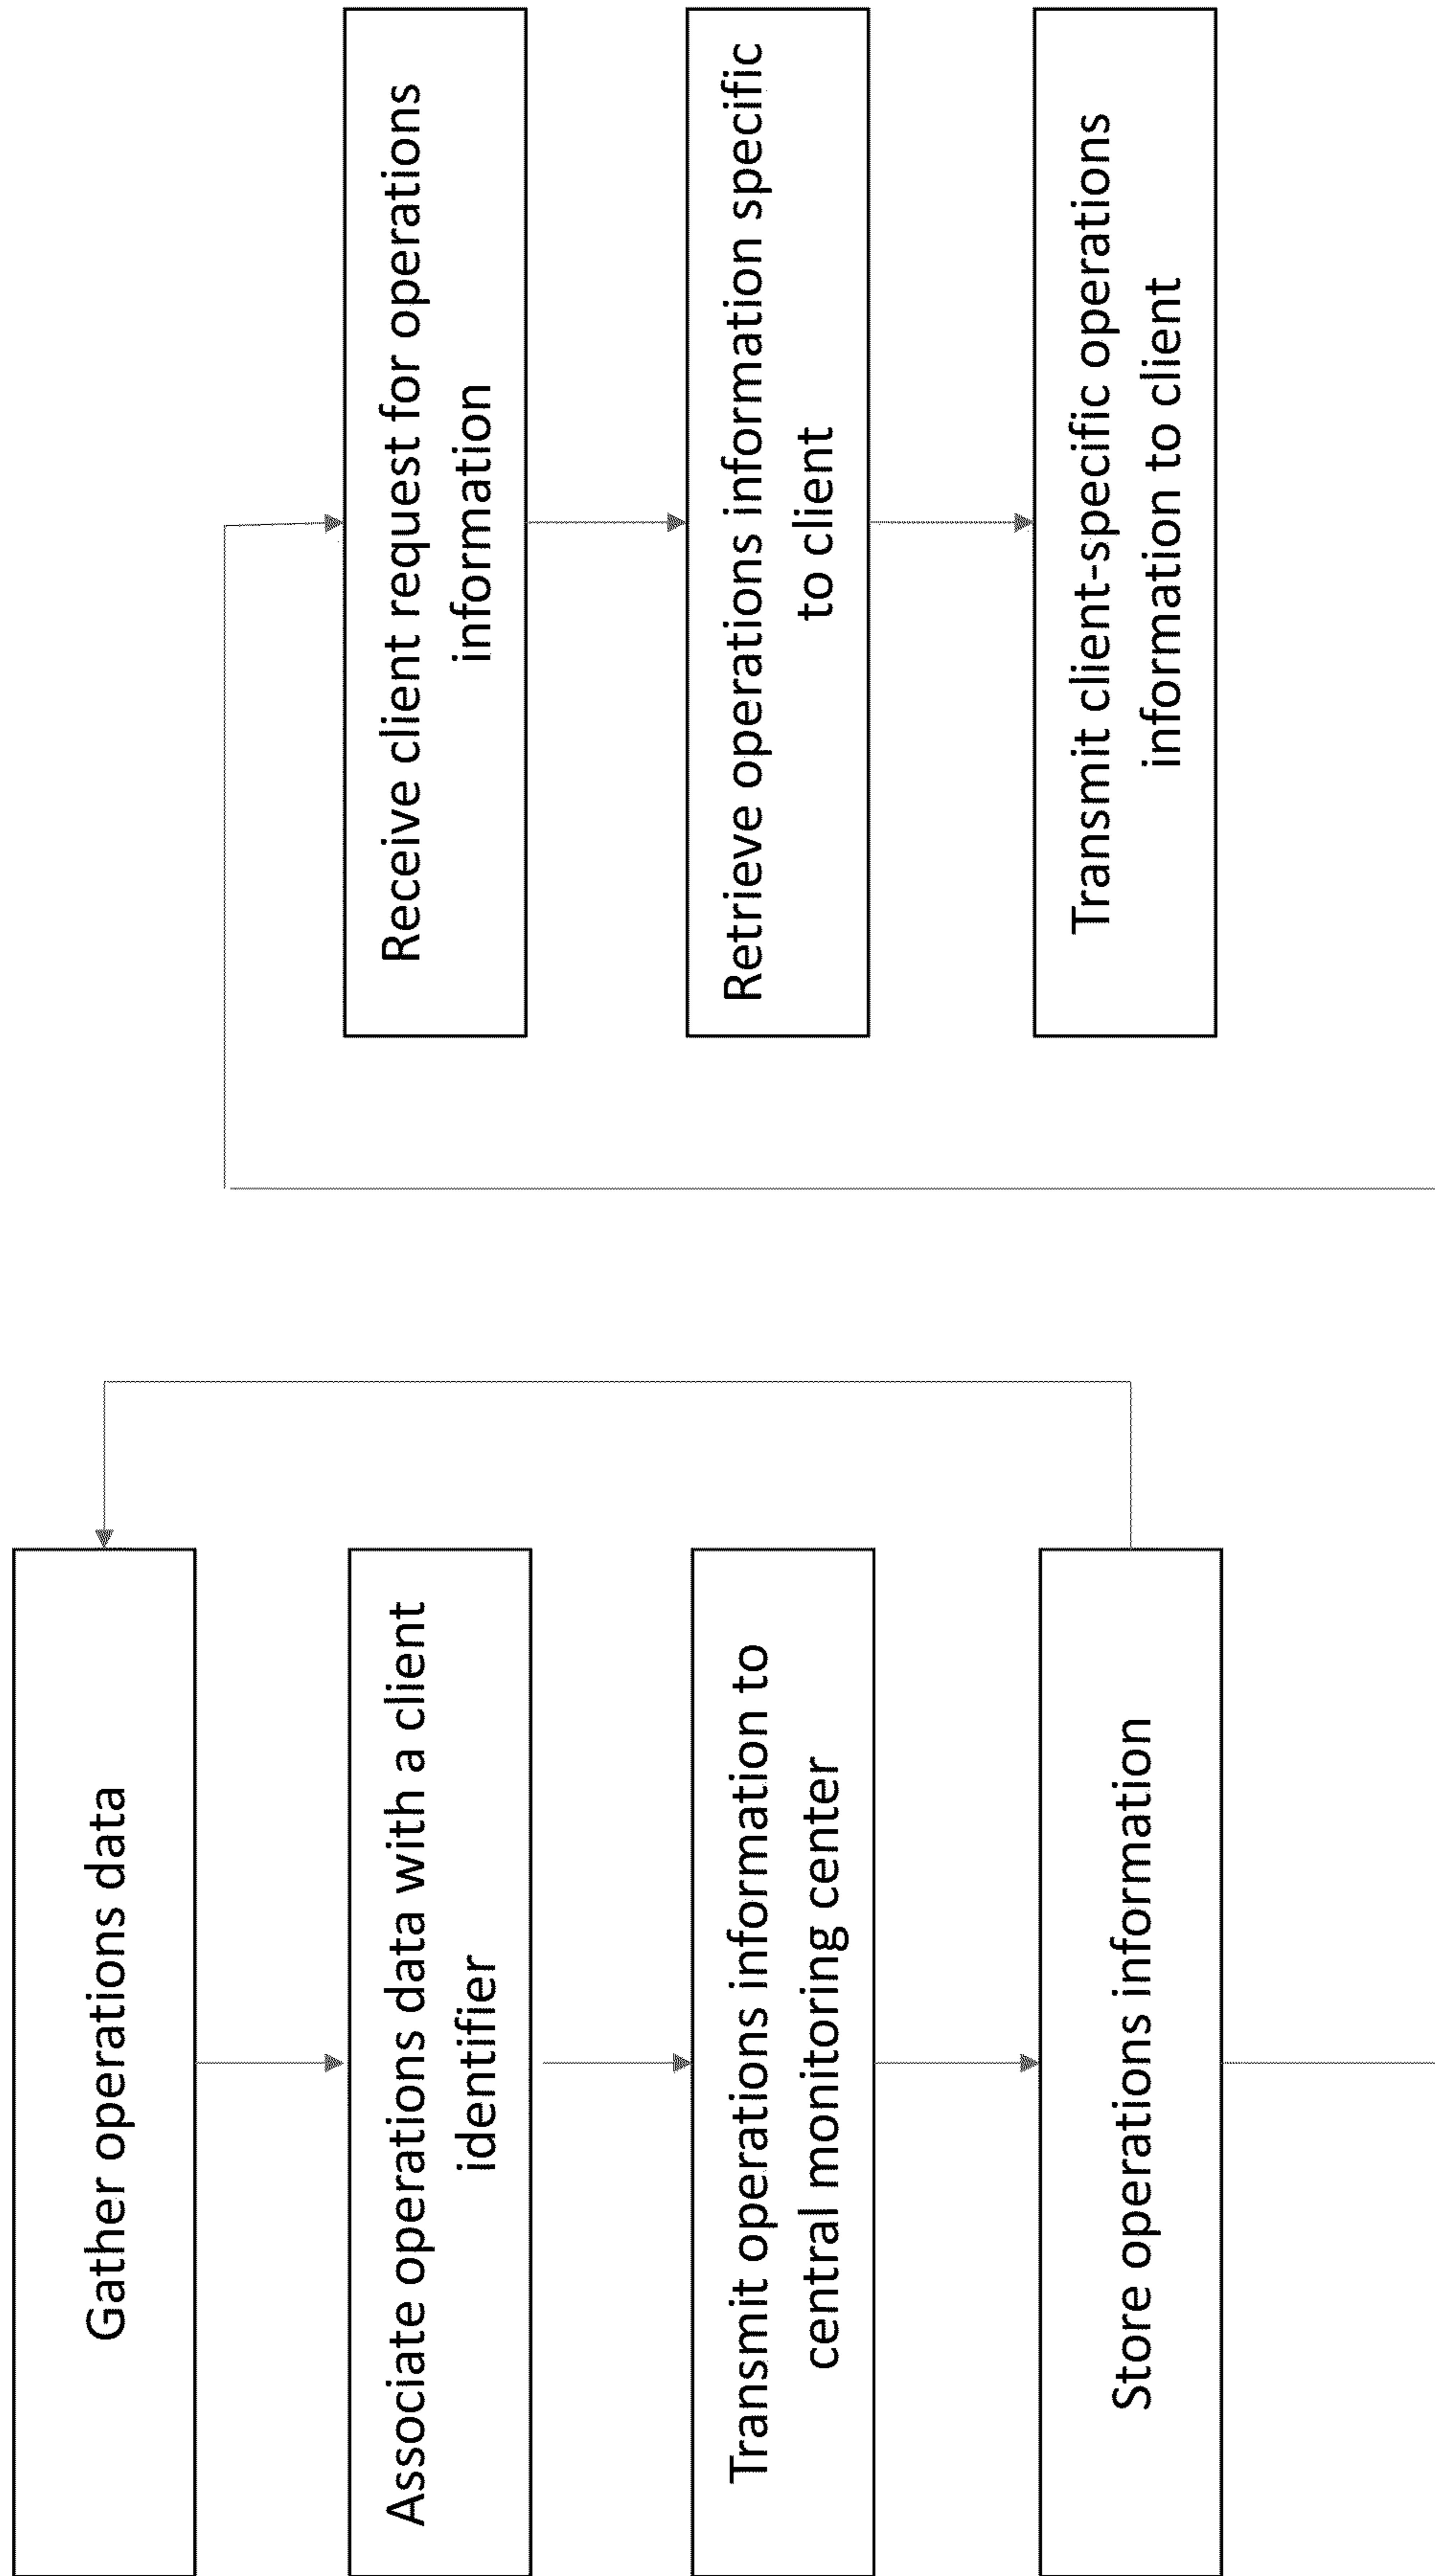 Gather operations data
Associate operations data with a client
identifier
Transmit operations information to
central monitoring center
Store operations information
Receive client request for operations
information
Retrieve operations information specific
to client
Transmit client-specific operations
information to client